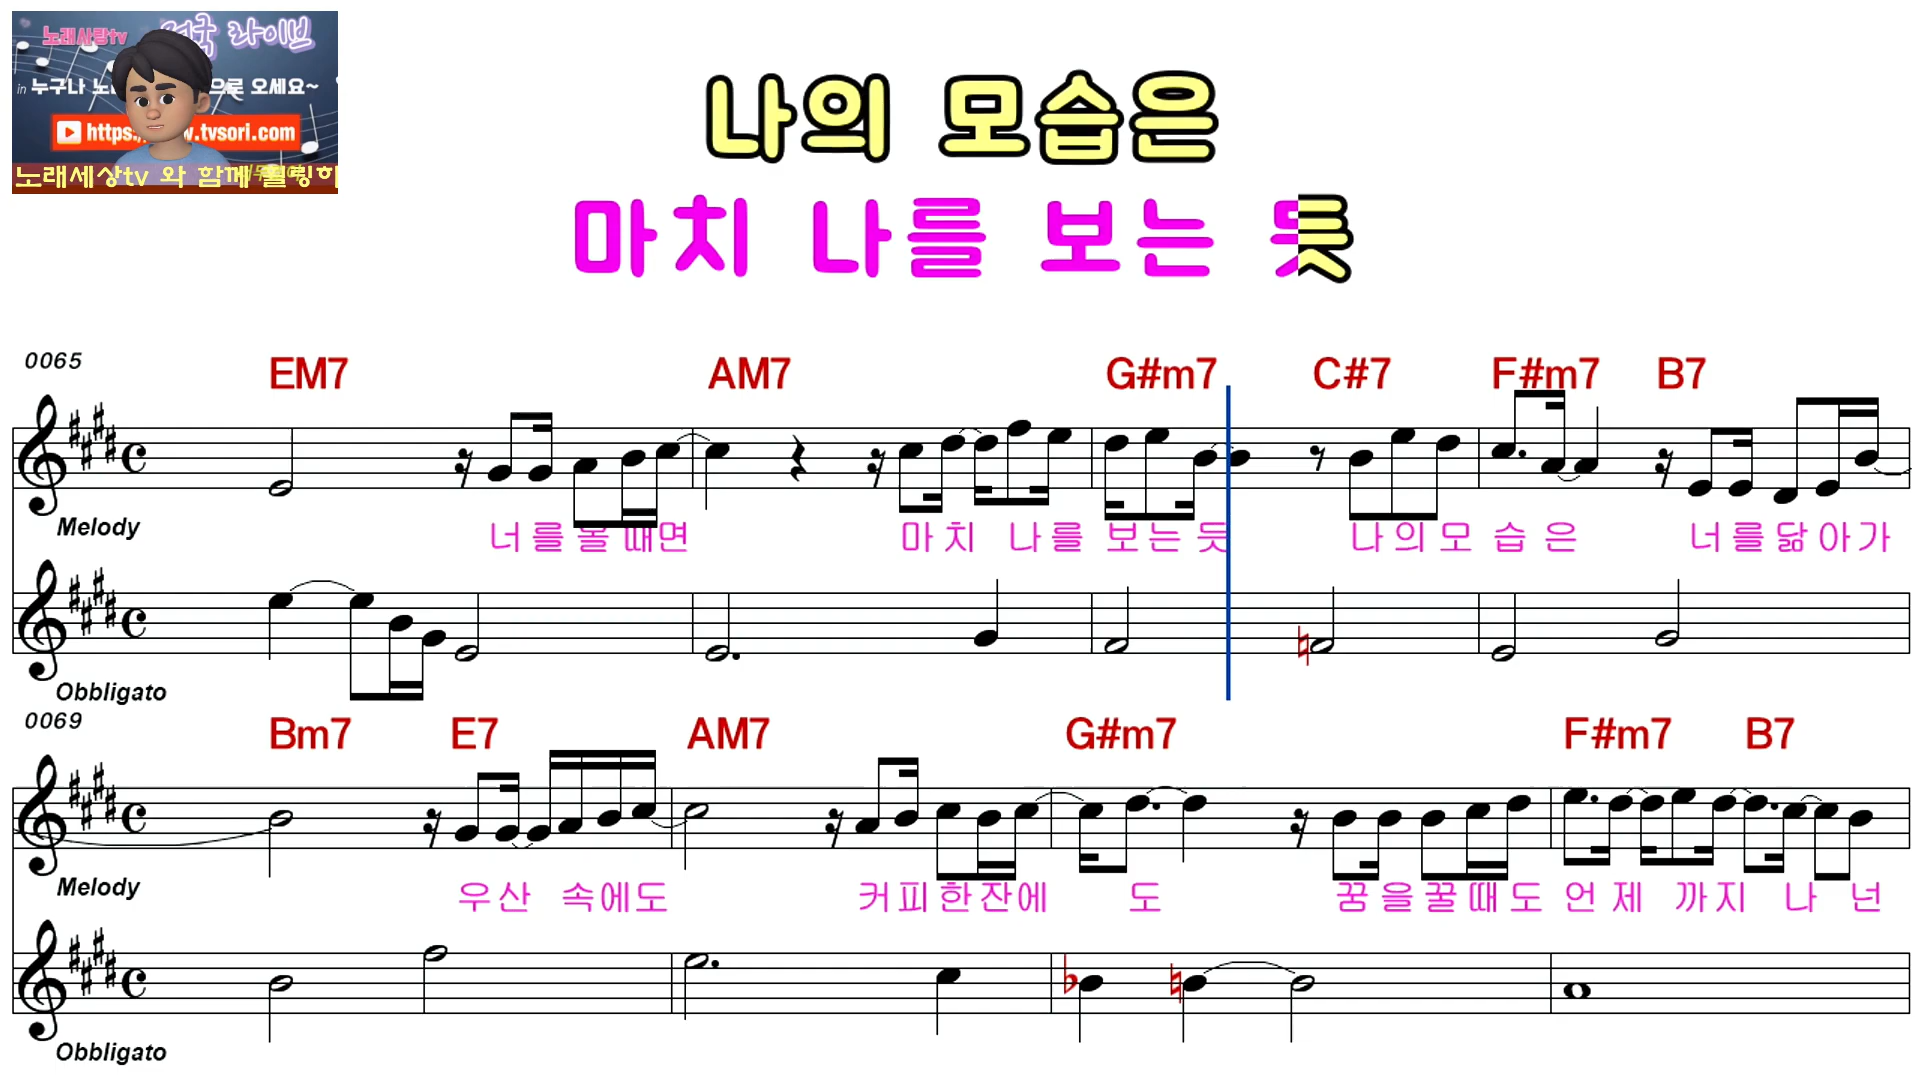 노래사랑tv 라이브
in 누구나 노 으로 오세요~
https:/ w.tvsori.com
노래세상tv 와 함께 힐링하
나의 모습은
마치 나를 보는 듯
0065
EM7 AM7 G#m7 C#7 F#m7 B7
Melody
너를볼때면 마치 나를 보는듯 나의모 습은 너를닮아가
Obbligato
0069
Bm7 E7 AM7 G#m7 F#m7 B7
Melody
우산 속에도 커피한잔에 도 꿈을꿀때도 언제 까지 나 넌
Obbligato